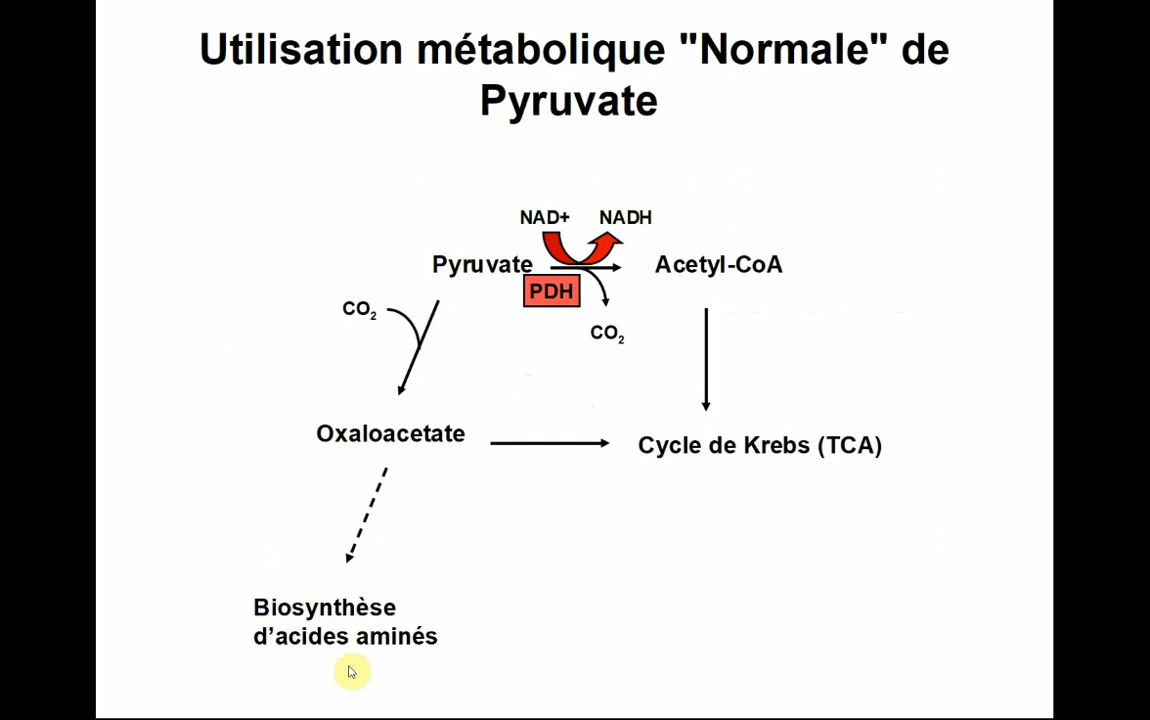 Utilisation métabolique "Normale" de
Pyruvate
NAD+ NADH
Pyruvate Acetyl-CoA
PDH
CO₂
CO₂
Oxaloacetate
Cycle de Krebs (TCA)
Biosynthèse
d’acides aminés